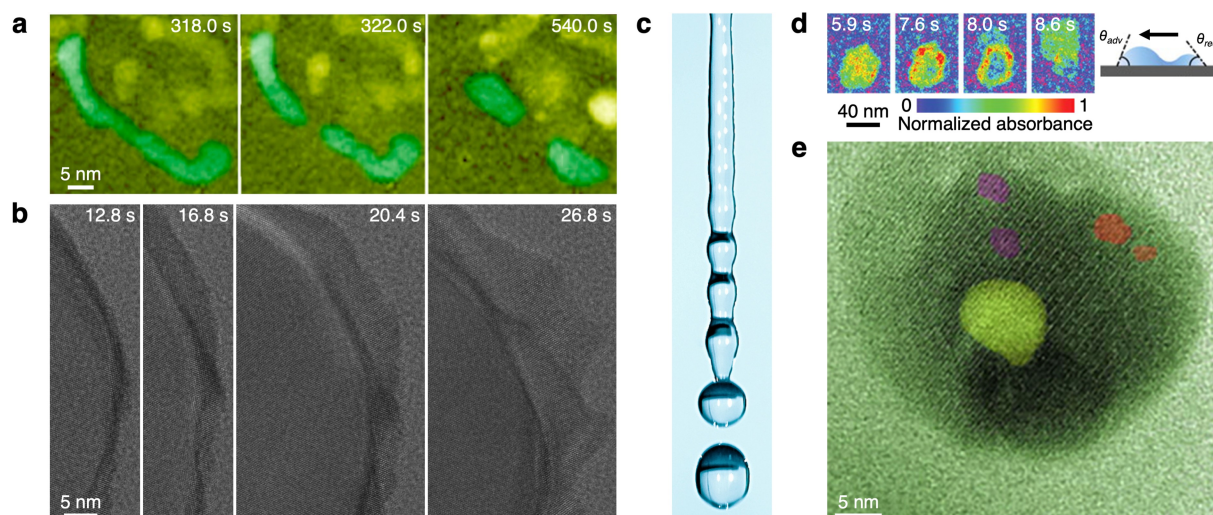 a
318.0 s
322.0 s
540.0 s
5 nm
b
12.8 s
16.8 s
20.4 s
26.8 s
5 nm
c
d
5.9 s
7.6 s
8.0 s
8.6 s
θadv
40 nm
0
1
Normalized absorbance
e
5 nm